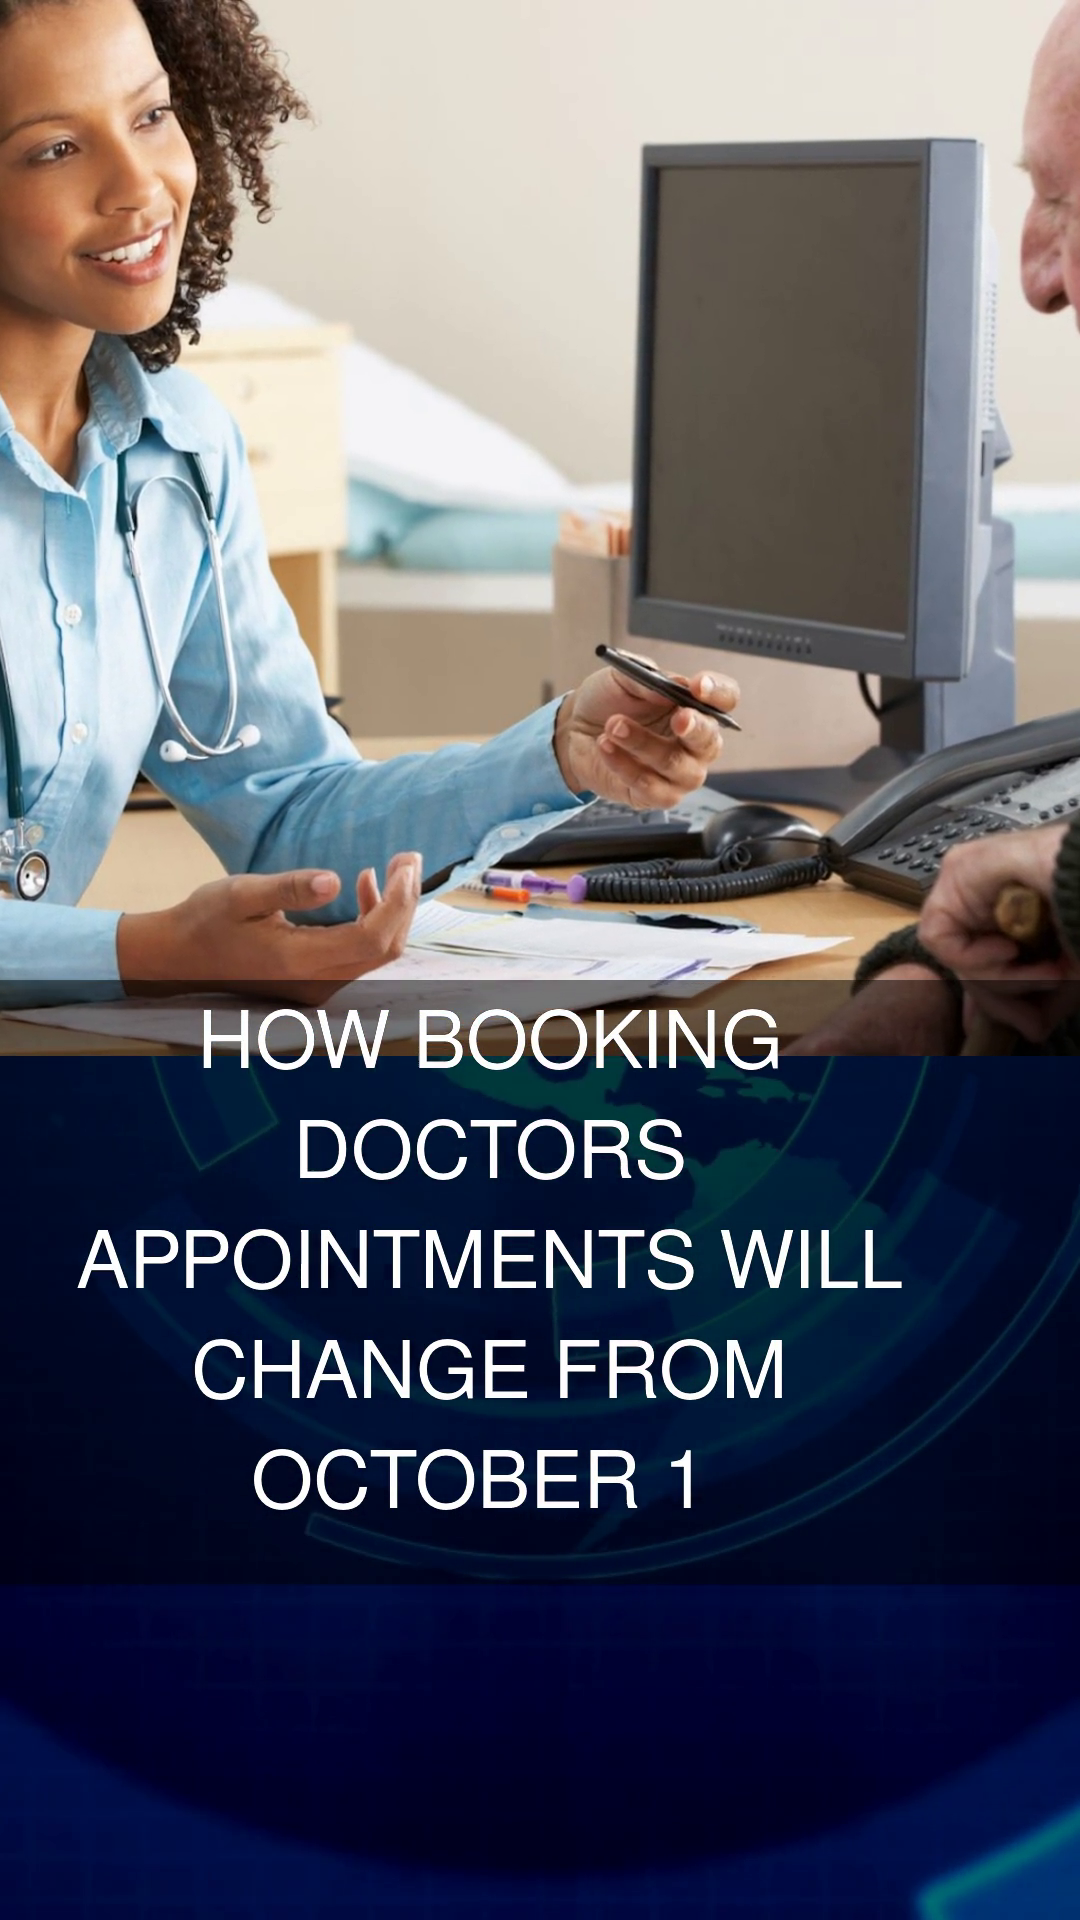 HOW BOOKING
DOCTORS
APPOINTMENTS WILL
CHANGE FROM
OCTOBER 1